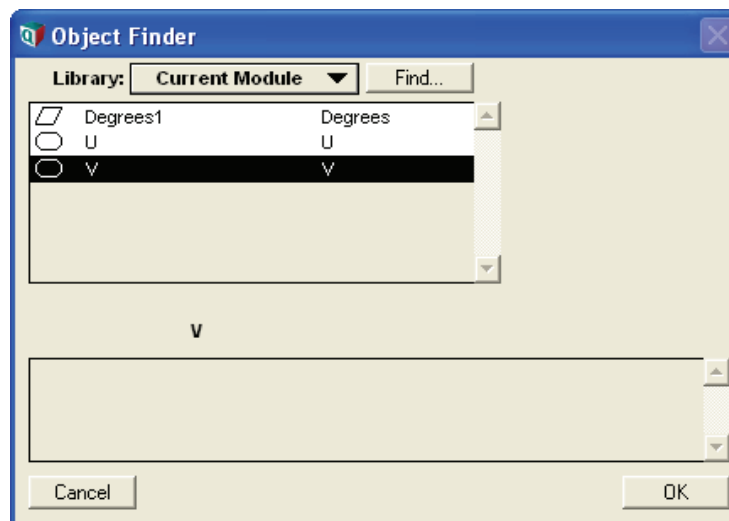 Object Finder
Library: Current Module Find...
Degrees1 Degrees
U U
V V
V
Cancel OK